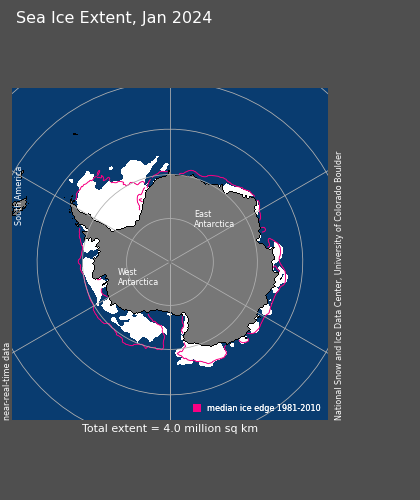 Sea Ice Extent, Jan 2024
South America
East
Antarctica
West
Antarctica
near-real-time data
National Snow and Ice Data Center, University of Colorado Boulder
median ice edge 1981-2010
Total extent = 4.0 million sq km